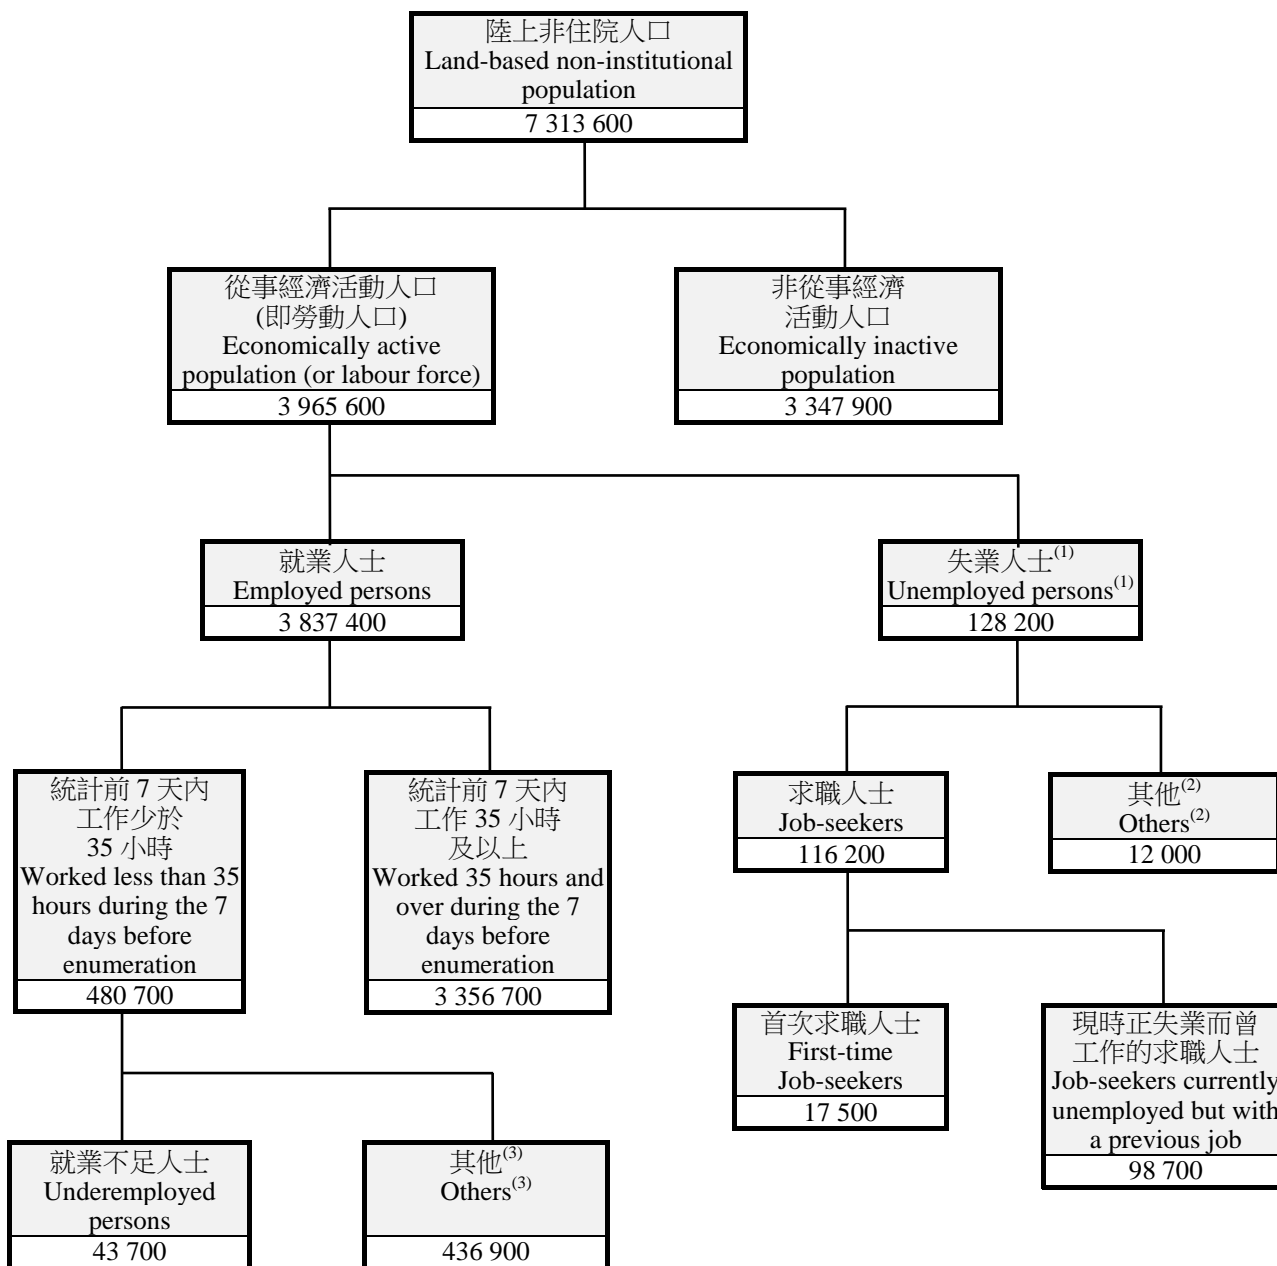 陸上非住院人口
Land-based non-institutional
population
7 313 600
從事經濟活動人口
(即勞動人口)
Economically active
population (or labour force)
3 965 600
非從事經濟
活動人口
Economically inactive
population
3 347 900
就業人士
Employed persons
3 837 400
失業人士(1)
Unemployed persons(1)
128 200
統計前 7 天內
工作少於
35 小時
Worked less than 35
hours during the 7
days before
enumeration
480 700
統計前 7 天內
工作 35 小時
及以上
Worked 35 hours and
over during the 7
days before
enumeration
3 356 700
求職人士
Job-seekers
116 200
其他(2)
Others(2)
12 000
首次求職人士
First-time
Job-seekers
17 500
現時正失業而曾
工作的求職人士
Job-seekers currently
unemployed but with
a previous job
98 700
就業不足人士
Underemployed
persons
43 700
其他(3)
Others(3)
436 900